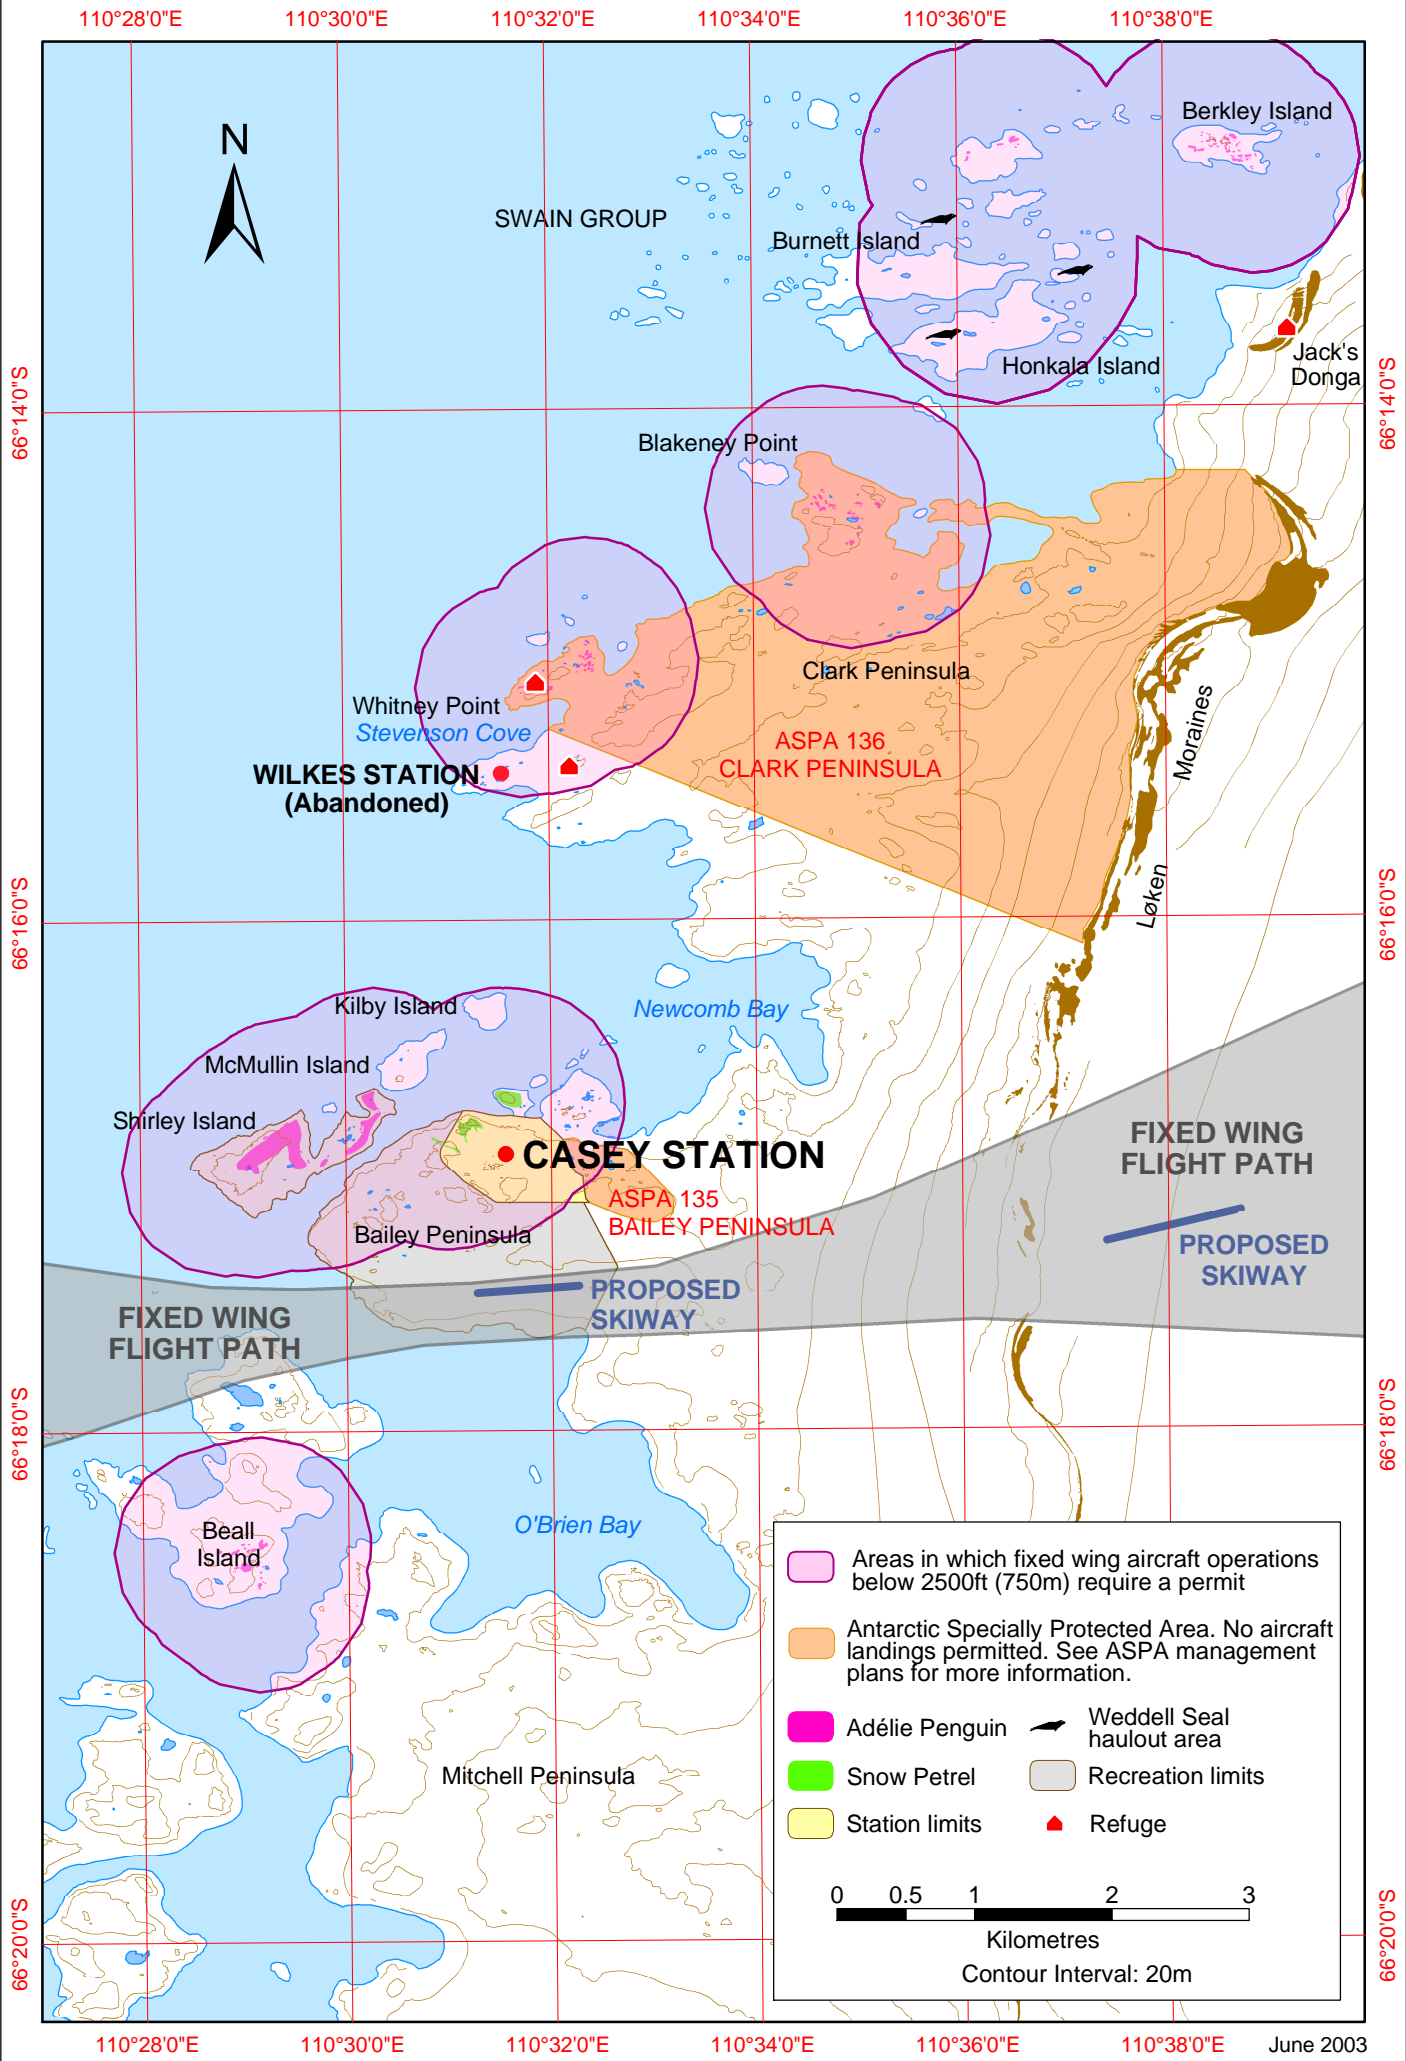 110°28'0"E
110°30'0"E
110°32'0"E
110°34'0"E
110°36'0"E
110°38'0"E
Berkley Island
N
SWAIN GROUP
Burnett Island
Honkala Island
Jack's
Donga
66°14'0"S
66°14'0"S
Blakeney Point
Clark Peninsula
Whitney Point
Stevenson Cove
ASPA 136
CLARK PENINSULA
Moraines
WILKES STATION
(Abandoned)
Løken
66°16'0"S
66°16'0"S
Kilby Island
Newcomb Bay
McMullin Island
Shirley Island
CASEY STATION
FIXED WING
FLIGHT PATH
ASPA 135
BAILEY PENINSULA
Bailey Peninsula
PROPOSED
SKIWAY
PROPOSED
SKIWAY
FIXED WING
FLIGHT PATH
66°18'0"S
66°18'0"S
Beall
Island
O'Brien Bay
Areas in which fixed wing aircraft operations
below 2500ft (750m) require a permit
Antarctic Specially Protected Area. No aircraft
landings permitted. See ASPA management
plans for more information.
Adélie Penguin
Weddell Seal
haulout area
Snow Petrel
Recreation limits
Station limits
Refuge
Mitchell Peninsula
0 0.5 1 2 3
Kilometres
Contour Interval: 20m
66°20'0"S
66°20'0"S
110°28'0"E
110°30'0"E
110°32'0"E
110°34'0"E
110°36'0"E
110°38'0"E
June 2003